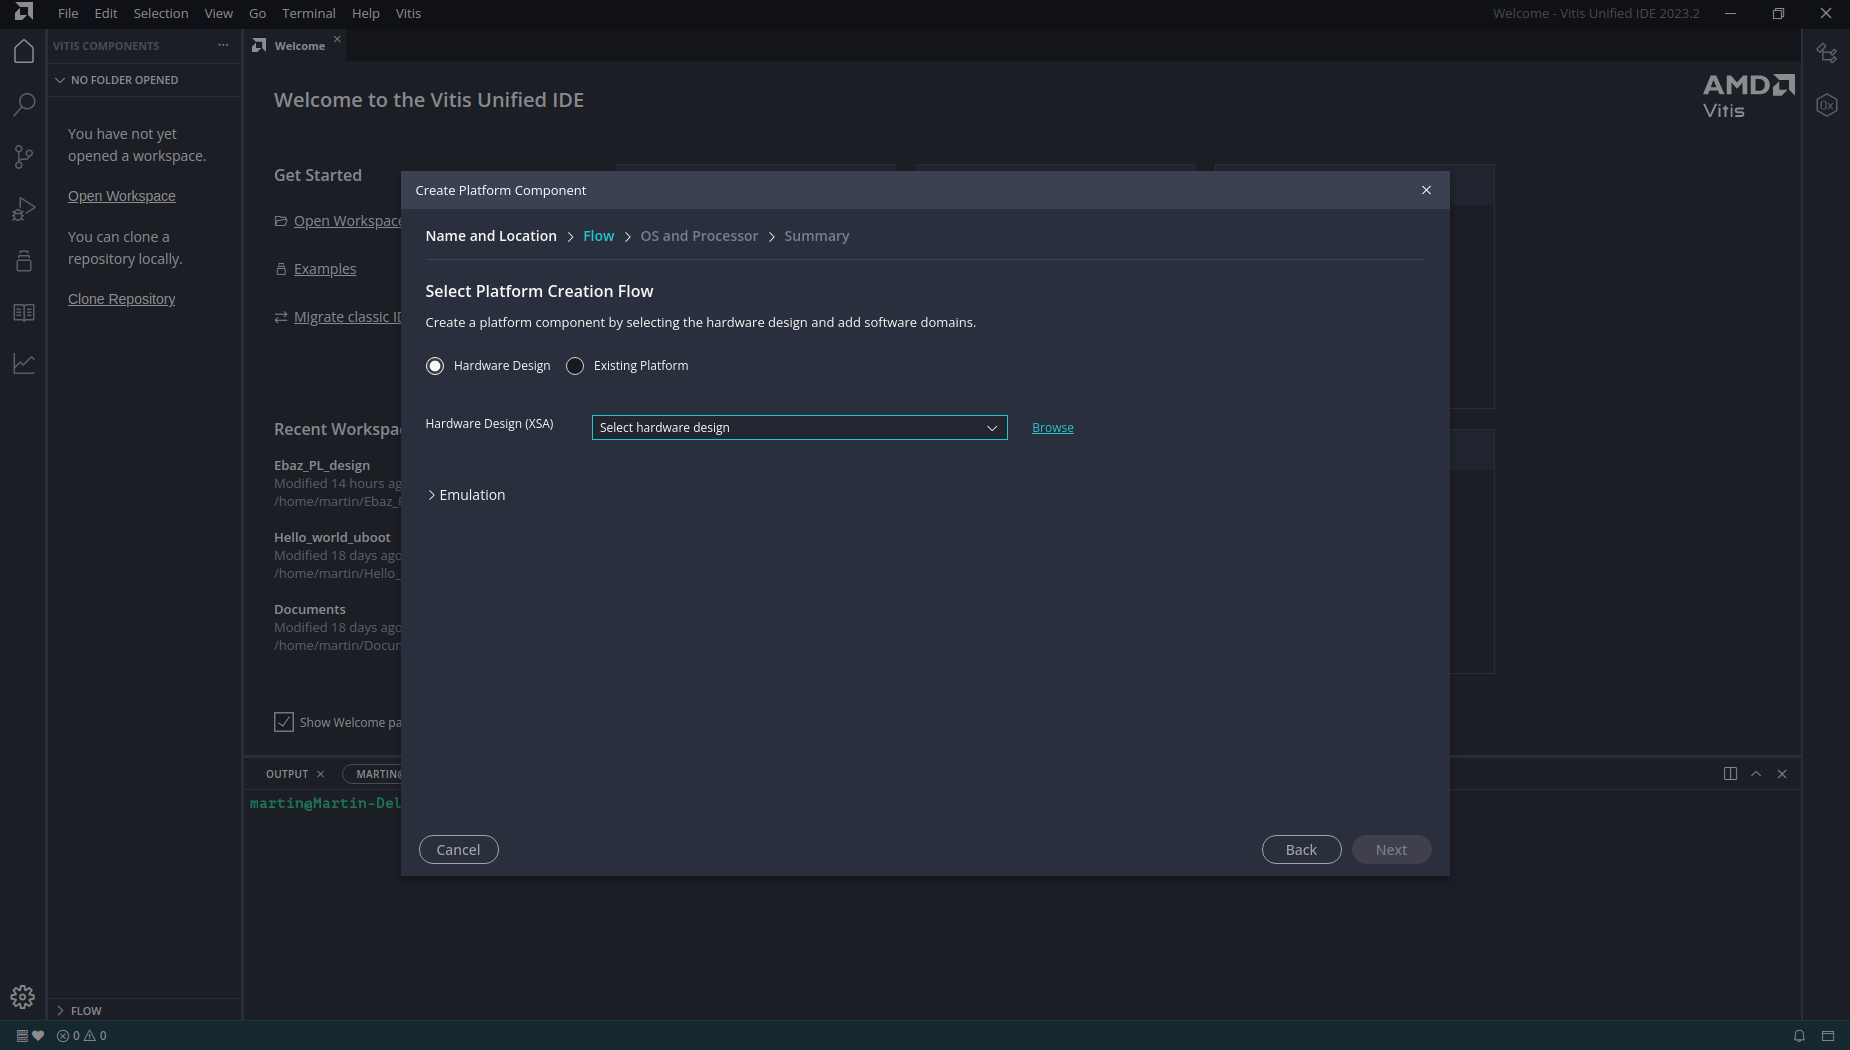 File Edit Selection View Go Terminal Help Vitis
Welcome - Vitis Unified IDE 2023.2
VITIS COMPONENTS
NO FOLDER OPENED
You have not yet
opened a workspace.
Open Workspace
You can clone a
repository locally.
Clone Repository
FLOW
Welcome
Welcome to the Vitis Unified IDE
AMD
Vitis
0x
Get Started
Open Workspace
Examples
Migrate classic
Recent
Ebaz_PL_design
Modified 14 hours
/home/martin/Ebaz_
Hello_world_uboot
Modified 18 days ago
/home/martin/Hello_
Documents
Modified 18 days ago
/home/martin/
Show Welcome
Create Platform Component
Name and Location > Flow > OS and Processor > Summary
Select Platform Creation Flow
Create a platform component by selecting the hardware design and add software domains.
Hardware Design Existing Platform
Hardware Design (XSA) Select hardware design Browse
Emulation
Cancel Back Next
OUTPUT MARTIN@
martin@Martin-Del
0 0